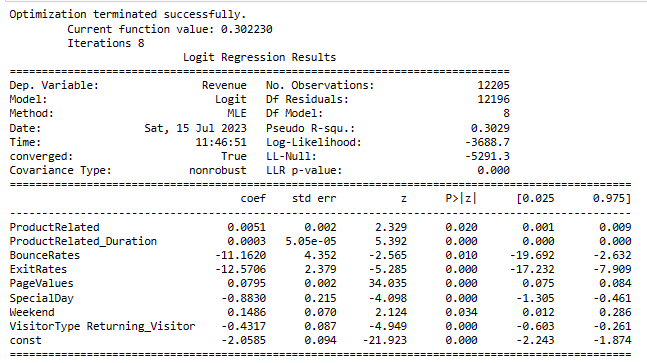 Optimization terminated successfully.
         Current function value: 0.302230
         Iterations 8
                           Logit Regression Results
==============================================================================
Dep. Variable:                Revenue   No. Observations:                12205
Model:                          Logit   Df Residuals:                    12196
Method:                           MLE   Df Model:                            8
Date:                Sat, 15 Jul 2023   Pseudo R-squ.:                  0.3029
Time:                        11:46:51   Log-Likelihood:                -3688.7
converged:                       True   LL-Null:                       -5291.3
Covariance Type:            nonrobust   LLR p-value:                     0.000
=================================================================================================
                                    coef    std err          z      P>|z|      [0.025      0.975]
-------------------------------------------------------------------------------------------------
ProductRelated                    0.0051      0.002      2.329      0.020       0.001       0.009
ProductRelated_Duration           0.0003   5.05e-05      5.392      0.000       0.000       0.000
BounceRates                     -11.1620      4.352     -2.565      0.010     -19.692      -2.632
ExitRates                       -12.5706      2.379     -5.285      0.000     -17.232      -7.909
PageValues                        0.0795      0.002     34.035      0.000       0.075       0.084
SpecialDay                       -0.8830      0.215     -4.098      0.000      -1.305      -0.461
Weekend                           0.1486      0.070      2.124      0.034       0.012       0.286
VisitorType Returning_Visitor    -0.4317      0.087     -4.949      0.000      -0.603      -0.261
const                            -2.0585      0.094    -21.923      0.000      -2.243      -1.874
=================================================================================================